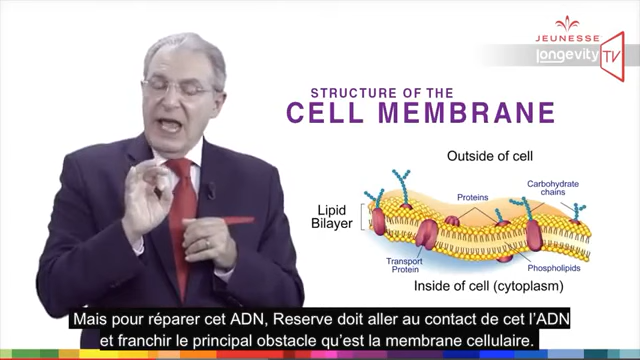 JEUNESSE
longevity TV
STRUCTURE OF THE
CELL MEMBRANE
Outside of cell
Carbohydrate
chains
Proteins
Lipid
Bilayer
Transport
Protein
Phospholipids
Inside of cell (cytoplasm)
Mais pour réparer cet ADN, Reserve doit aller au contact de cet l’ADN
et franchir le principal obstacle qu’est la membrane cellulaire.